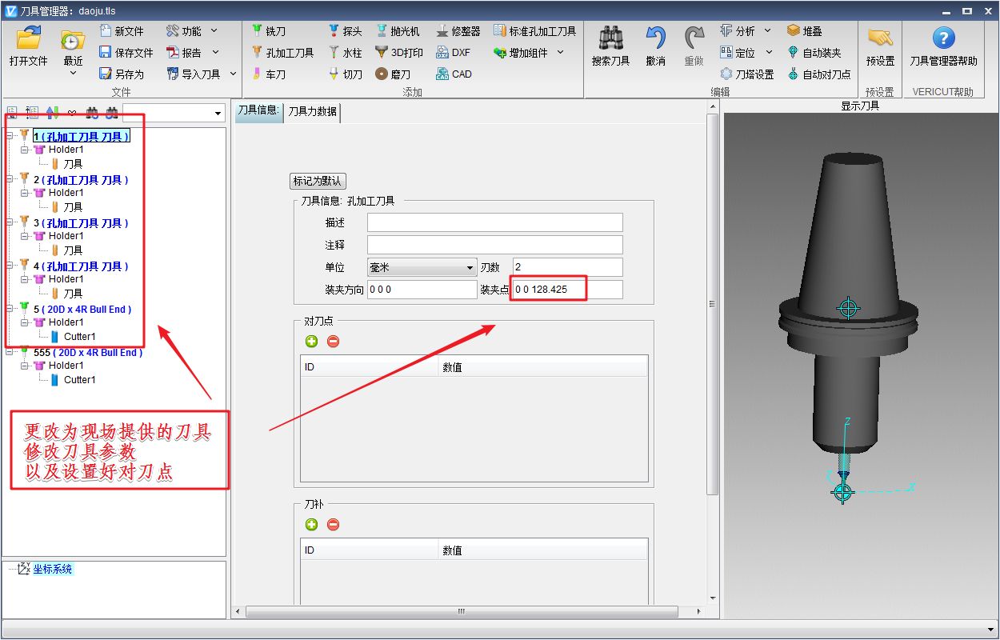 刀具管理器: daoju.tls
打开文件
最近
新文件
保存文件
另存为
功能
报告
导入刀具
文件
铣刀
孔加工刀具
车刀
探头
水柱
切刀
抛光机
3D打印
磨刀
修整器
DXF
CAD
标准孔加工刀具
增加组件
添加
搜索刀具
撤消
重做
分析
定位
刀塔设置
堆叠
自动装夹
自动对刀点
编辑
预设置
预设置
刀具管理器帮助
VERICUT帮助
1 ( 孔加工刀具 刀具 )
Holder1
刀具
2 ( 孔加工刀具 刀具 )
Holder1
刀具
3 ( 孔加工刀具 刀具 )
Holder1
刀具
4 ( 孔加工刀具 刀具 )
Holder1
刀具
5 ( 20D x 4R Bull End )
Holder1
Cutter1
555 ( 20D x 4R Bull End )
Holder1
Cutter1
更改为现场提供的刀具
修改刀具参数
以及设置好对刀点
坐标系统
刀具信息:
刀具力数据
标记为默认
刀具信息: 孔加工刀具
描述
注释
单位 毫米 刃数 2
装夹方向 0 0 0 装夹点 0 0 128.425
对刀点
ID 数值
刀补
ID 数值
显示刀具
Z
Z
X